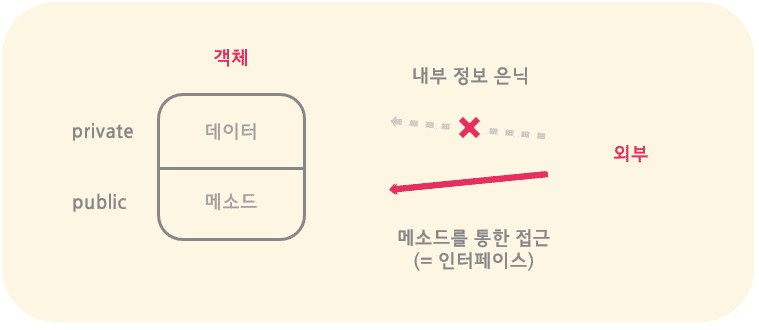 객체
내부 정보 은닉
private
데이터
외부
public
메소드
메소드를 통한 접근
(= 인터페이스)